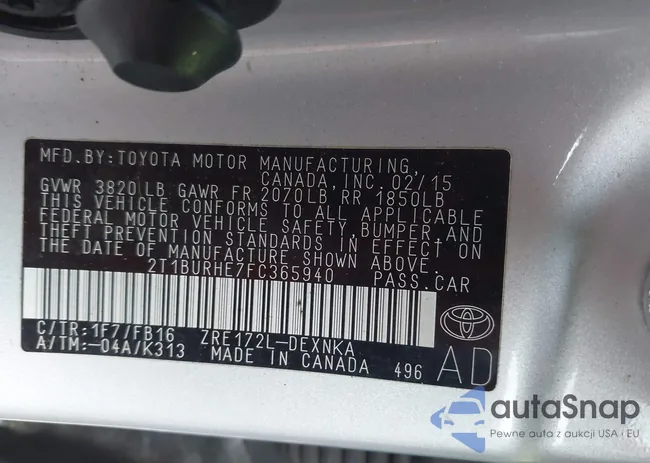 MFD.BY:TOYOTA MOTOR MANUFACTURING,
CANADA, INC. 02/15
GVWR 3820LB GAWR FR 2070LB RR 1850LB
THIS VEHICLE CONFORMS TO ALL APPLICABLE
FEDERAL MOTOR VEHICLE SAFETY, BUMPER, AND
THEFT PREVENTION STANDARDS IN EFFECT ON
THE DATE OF MANUFACTURE SHOWN ABOVE.
2T1BURHE7FC365940 PASS.CAR
C/TR:1F7/FB16 ZRE172L-DEXNKA
A/TM:-04A/K313 MADE IN CANADA 496 AD
autaSnap
Pewne auta z aukcji USA i EU